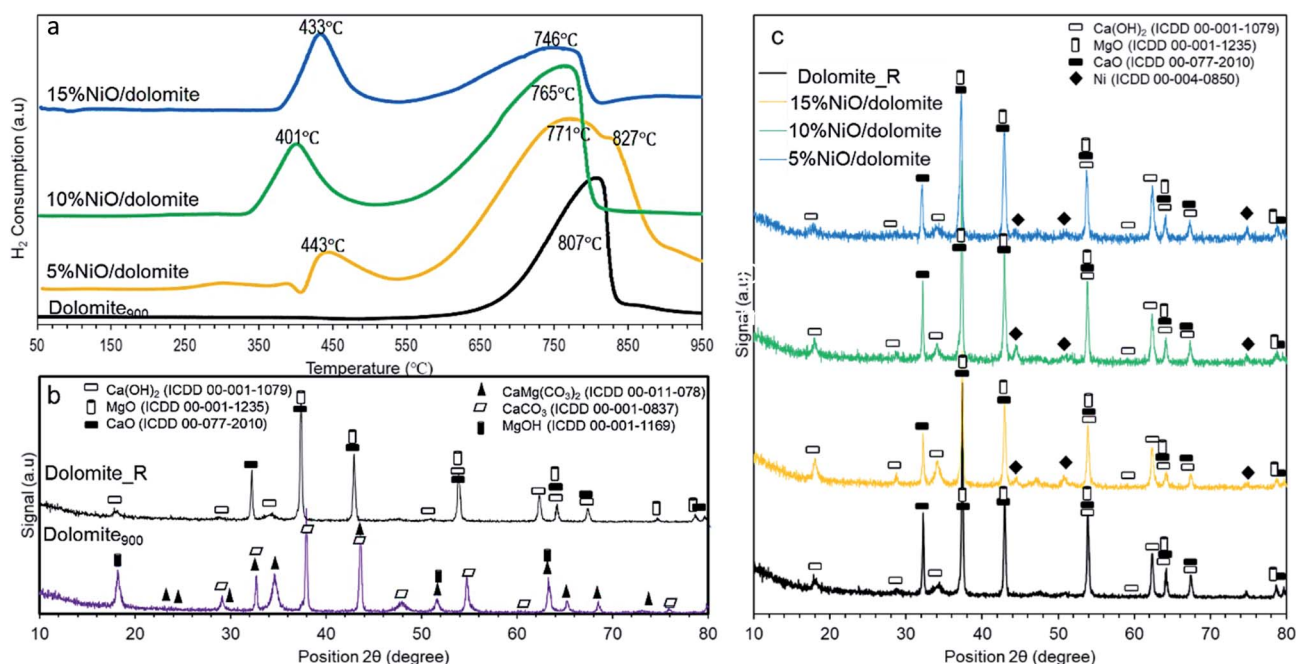 a
433°C
746°C
15%NiO/dolomite
765°C
401°C
771°C
827°C
10%NiO/dolomite
443°C
807°C
5%NiO/dolomite
Dolomite900
H2 Consumption (a.u)
50 150 250 350 450 550 650 750 850 950
Temperature (°C)
b
Ca(OH)2 (ICDD 00-001-1079)
MgO (ICDD 00-001-1235)
CaO (ICDD 00-077-2010)
CaMg(CO3)2 (ICDD 00-011-078)
CaCO3 (ICDD 00-001-0837)
MgOH (ICDD 00-001-1169)
Dolomite_R
Dolomite900
Signal (a.u)
10 20 30 40 50 60 70 80
Position 2θ (degree)
c
Ca(OH)2 (ICDD 00-001-1079)
MgO (ICDD 00-001-1235)
CaO (ICDD 00-077-2010)
Ni (ICDD 00-004-0850)
Dolomite_R
15%NiO/dolomite
10%NiO/dolomite
5%NiO/dolomite
Signal (a.u)
10 20 30 40 50 60 70 80
Position 2θ (degree)